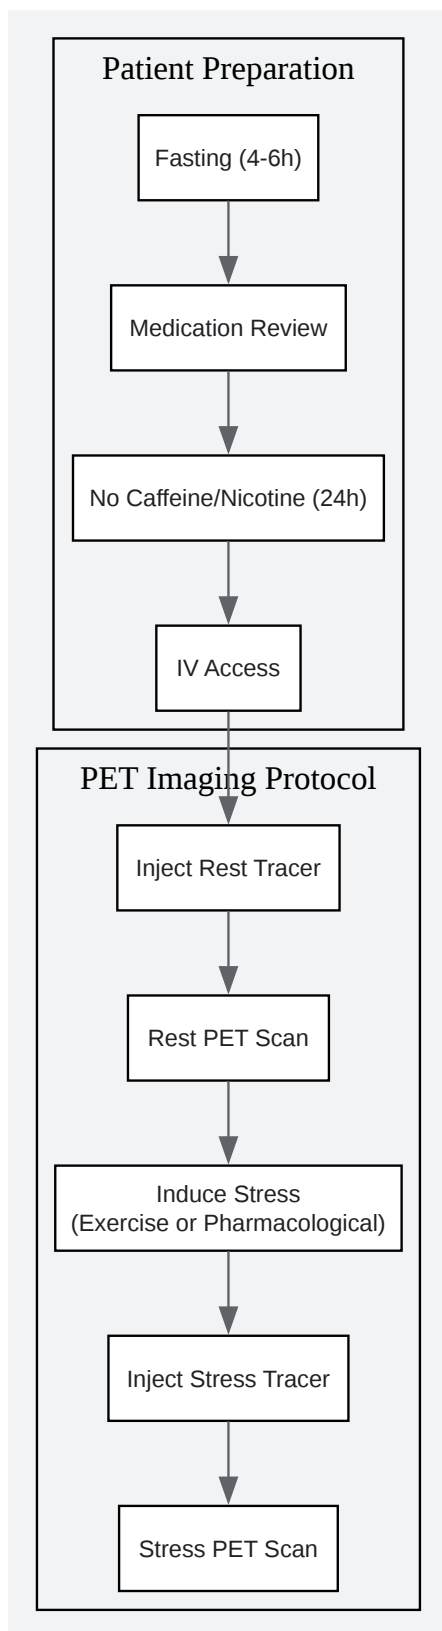 Patient Preparation
Fasting (4-6h)
Medication Review
No Caffeine/Nicotine (24h)
IV Access
PET Imaging Protocol
Inject Rest Tracer
Rest PET Scan
Induce Stress
(Exercise or Pharmacological)
Inject Stress Tracer
Stress PET Scan